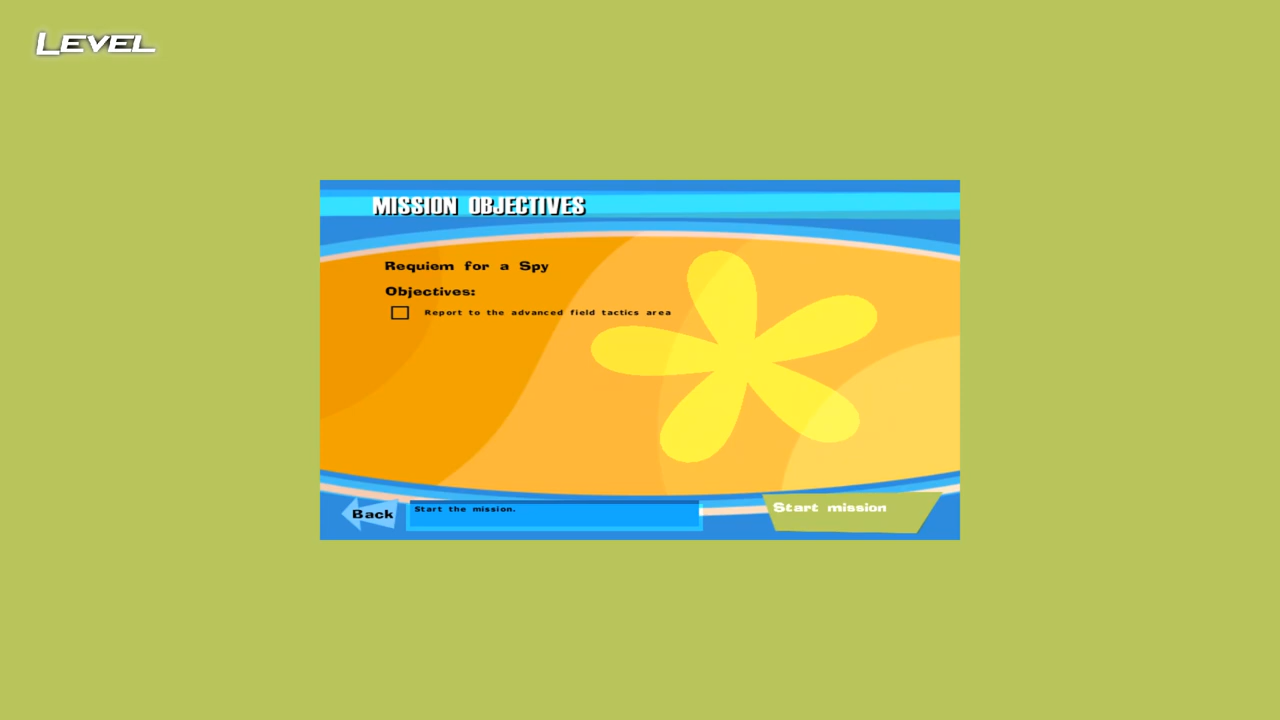 LEVEL
MISSION OBJECTIVES
Requiem for a Spy
Objectives:
Report to the advanced field tactics area
Back
Start the mission.
Start mission